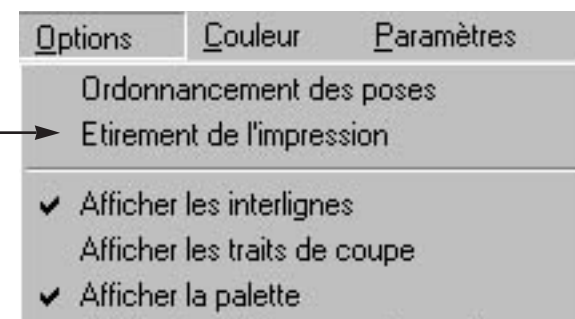 Options Couleur Paramètres
Ordonnancement des poses
Etirement de l'impression
Afficher les interlignes
Afficher les traits de coupe
Afficher la palette